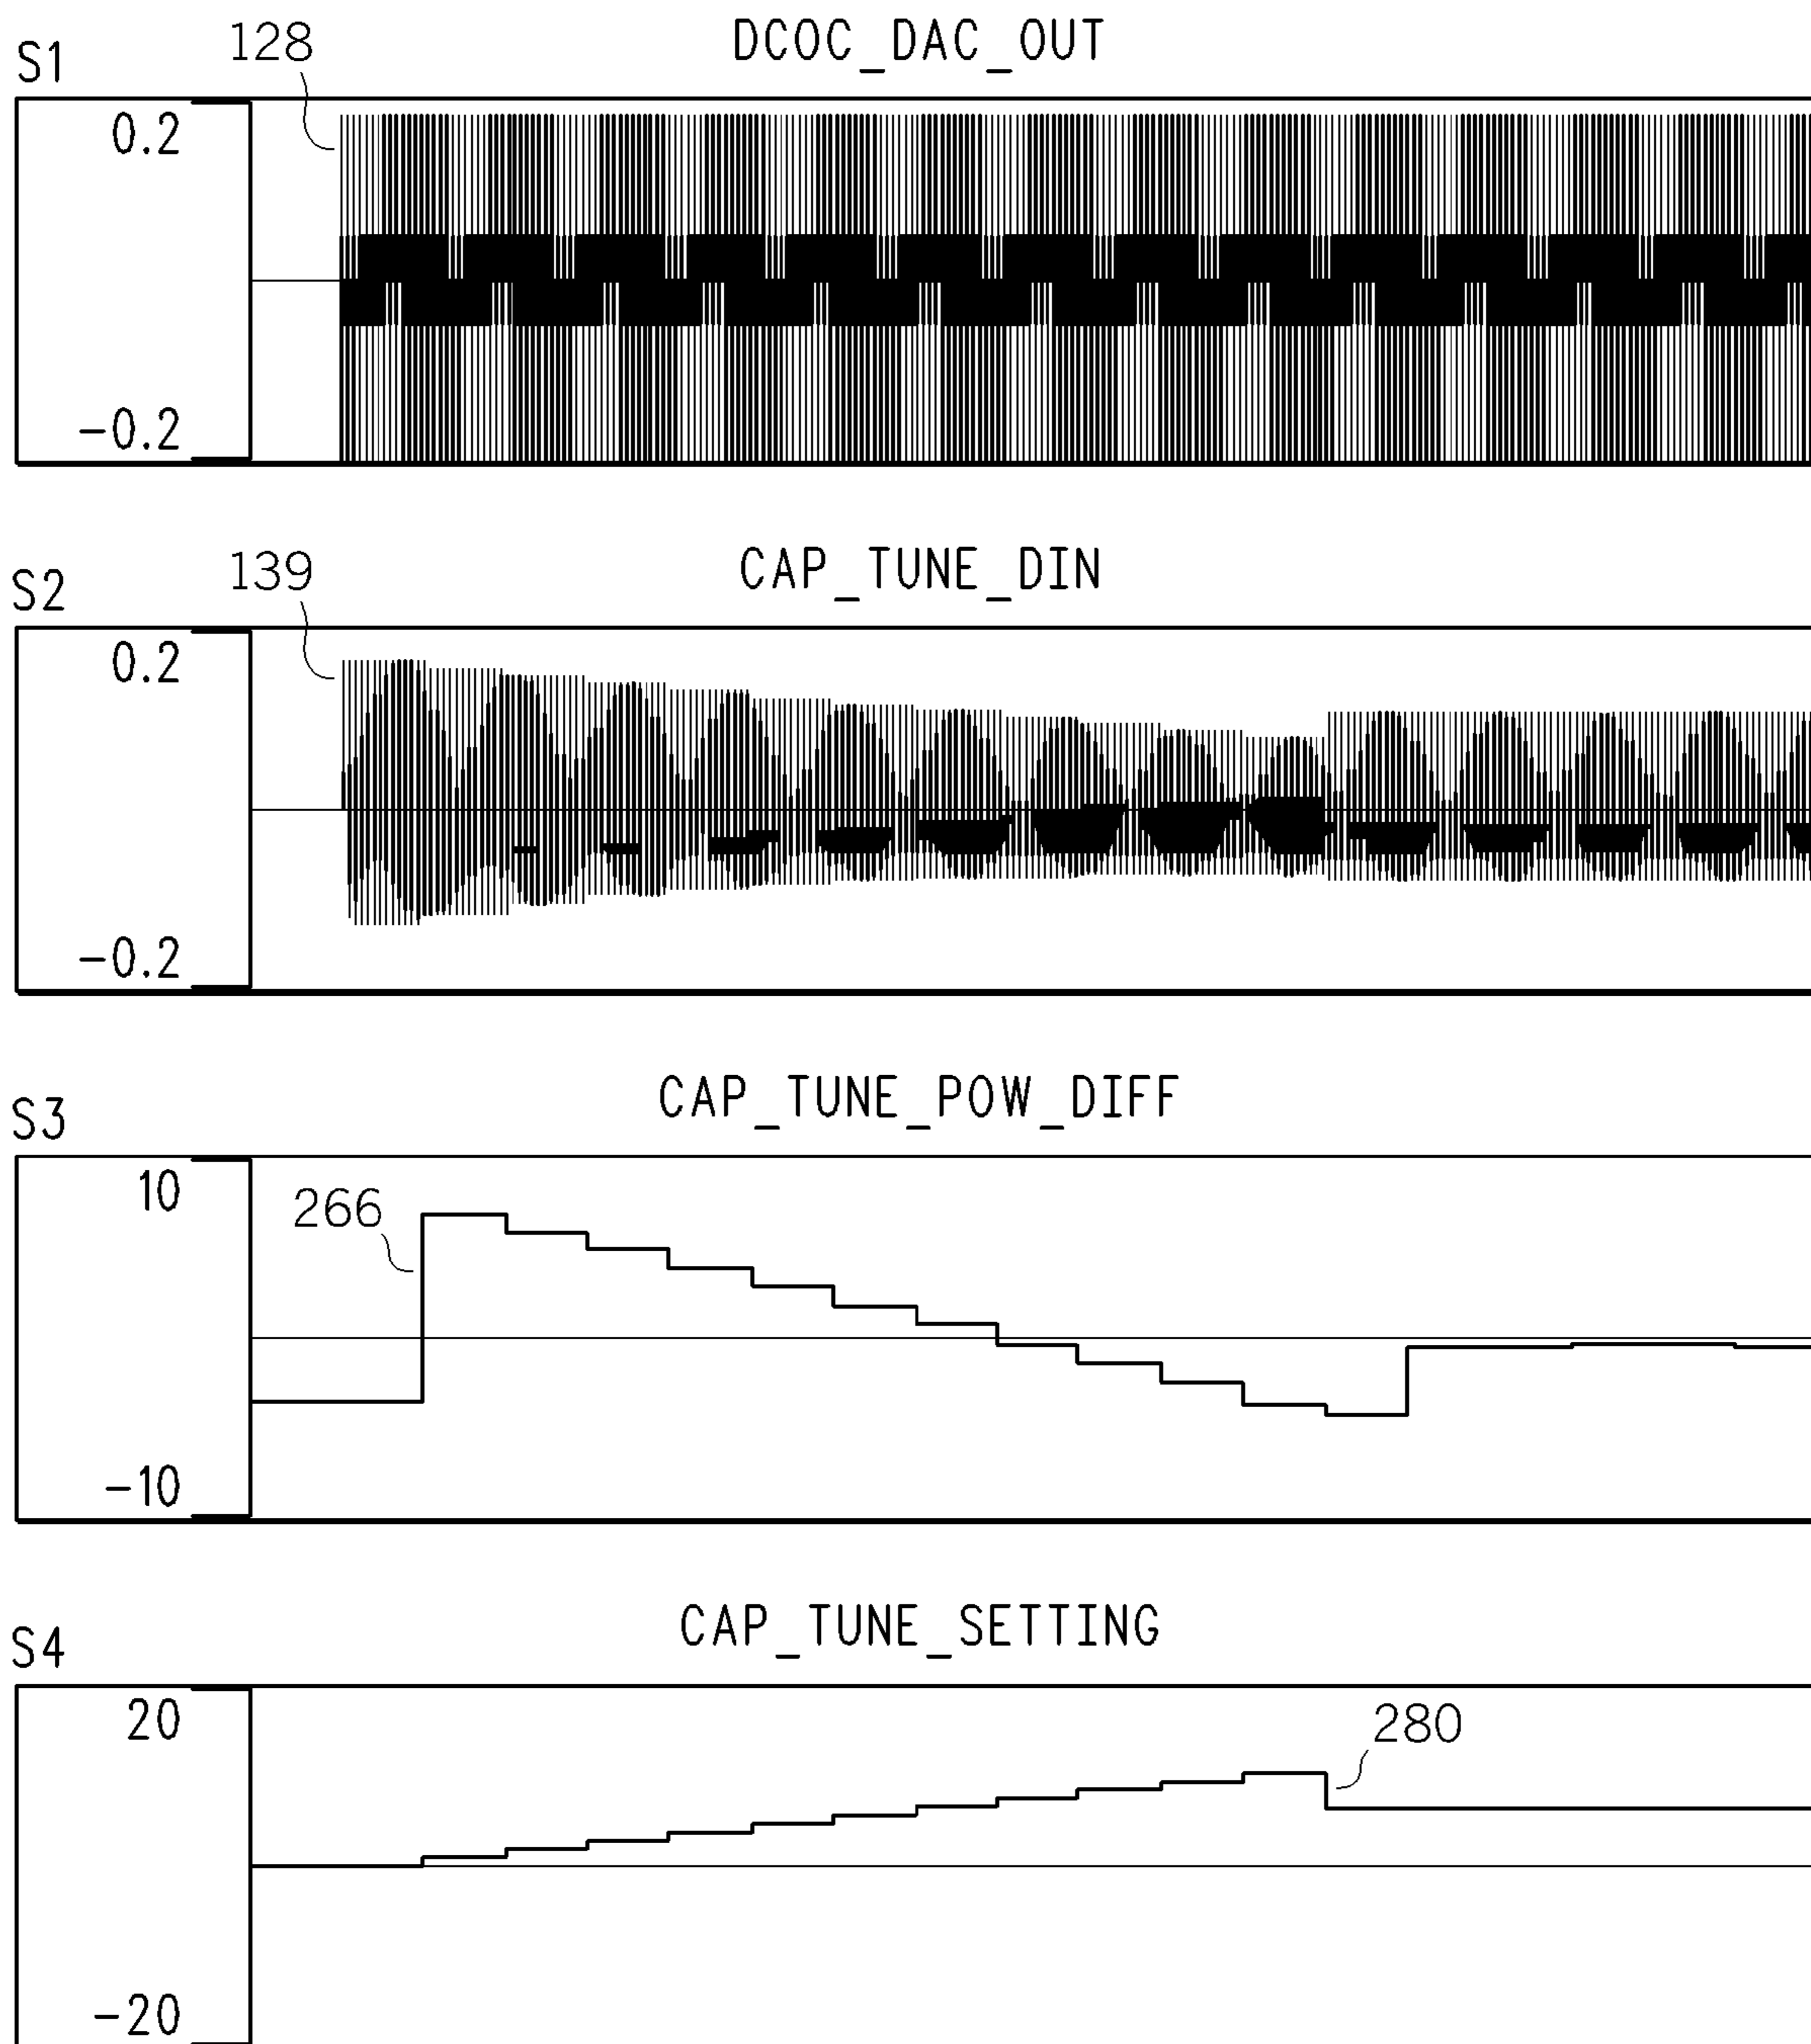 S1 128 DCOC_DAC_OUT
0.2
-0.2
S2 139 CAP_TUNE_DIN
0.2
-0.2
S3 CAP_TUNE_POW_DIFF
10
266
-10
S4 CAP_TUNE_SETTING
20
280
-20